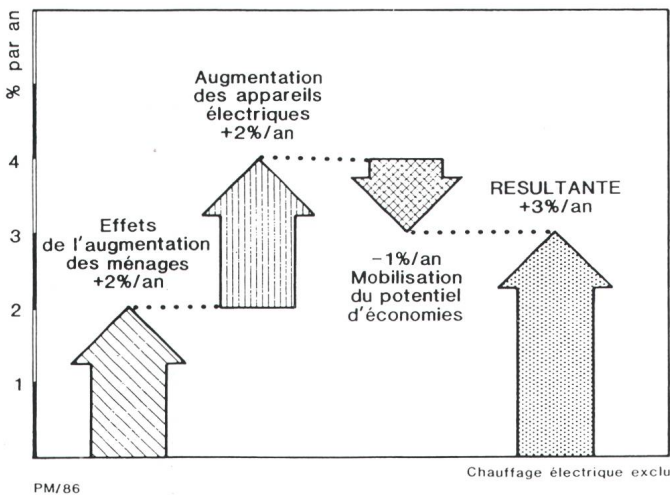 % par an
Augmentation
des appareils
électriques
+2%/an
4
RESULTANTE
+3%/an
Effets
de l'augmentation
des ménages
+2%/an
3
-1%/an
Mobilisation
du potentiel
d'économies
2
1
Chauffage électrique exclu
PM/86